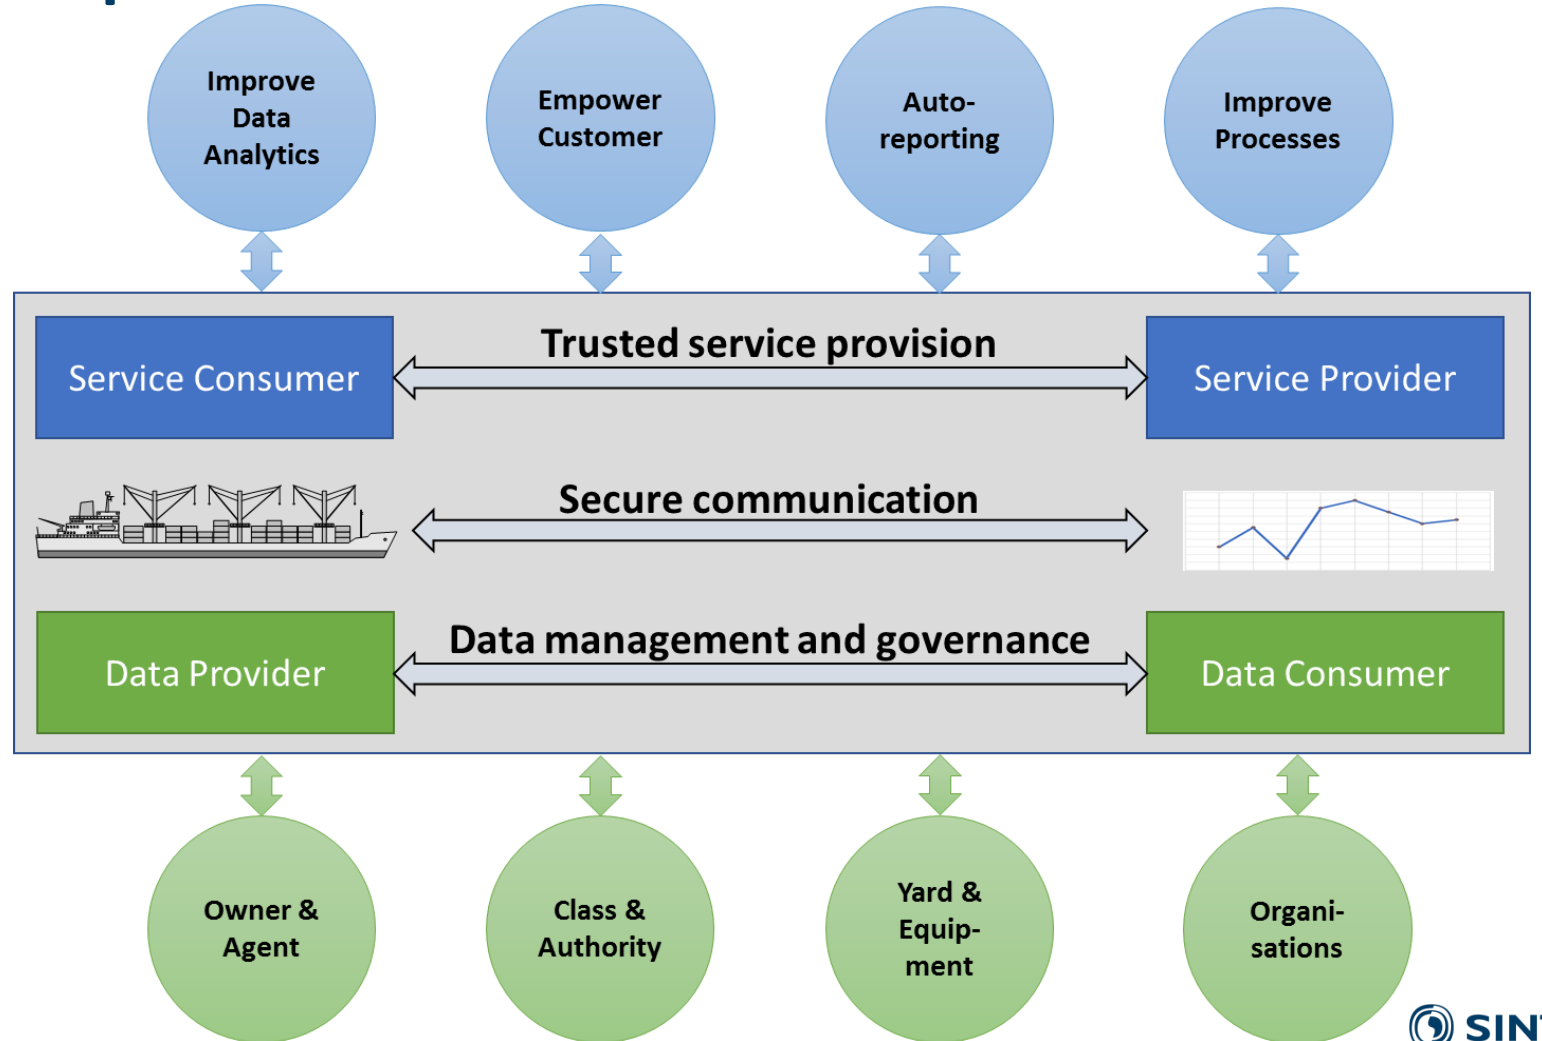 Improve
Data
Analytics
Empower
Customer
Auto-
reporting
Improve
Processes
Trusted service provision
Service Consumer
Service Provider
Secure communication
Data management and governance
Data Provider
Data Consumer
Owner &
Agent
Class &
Authority
Yard &
Equip-
ment
Organi-
sations